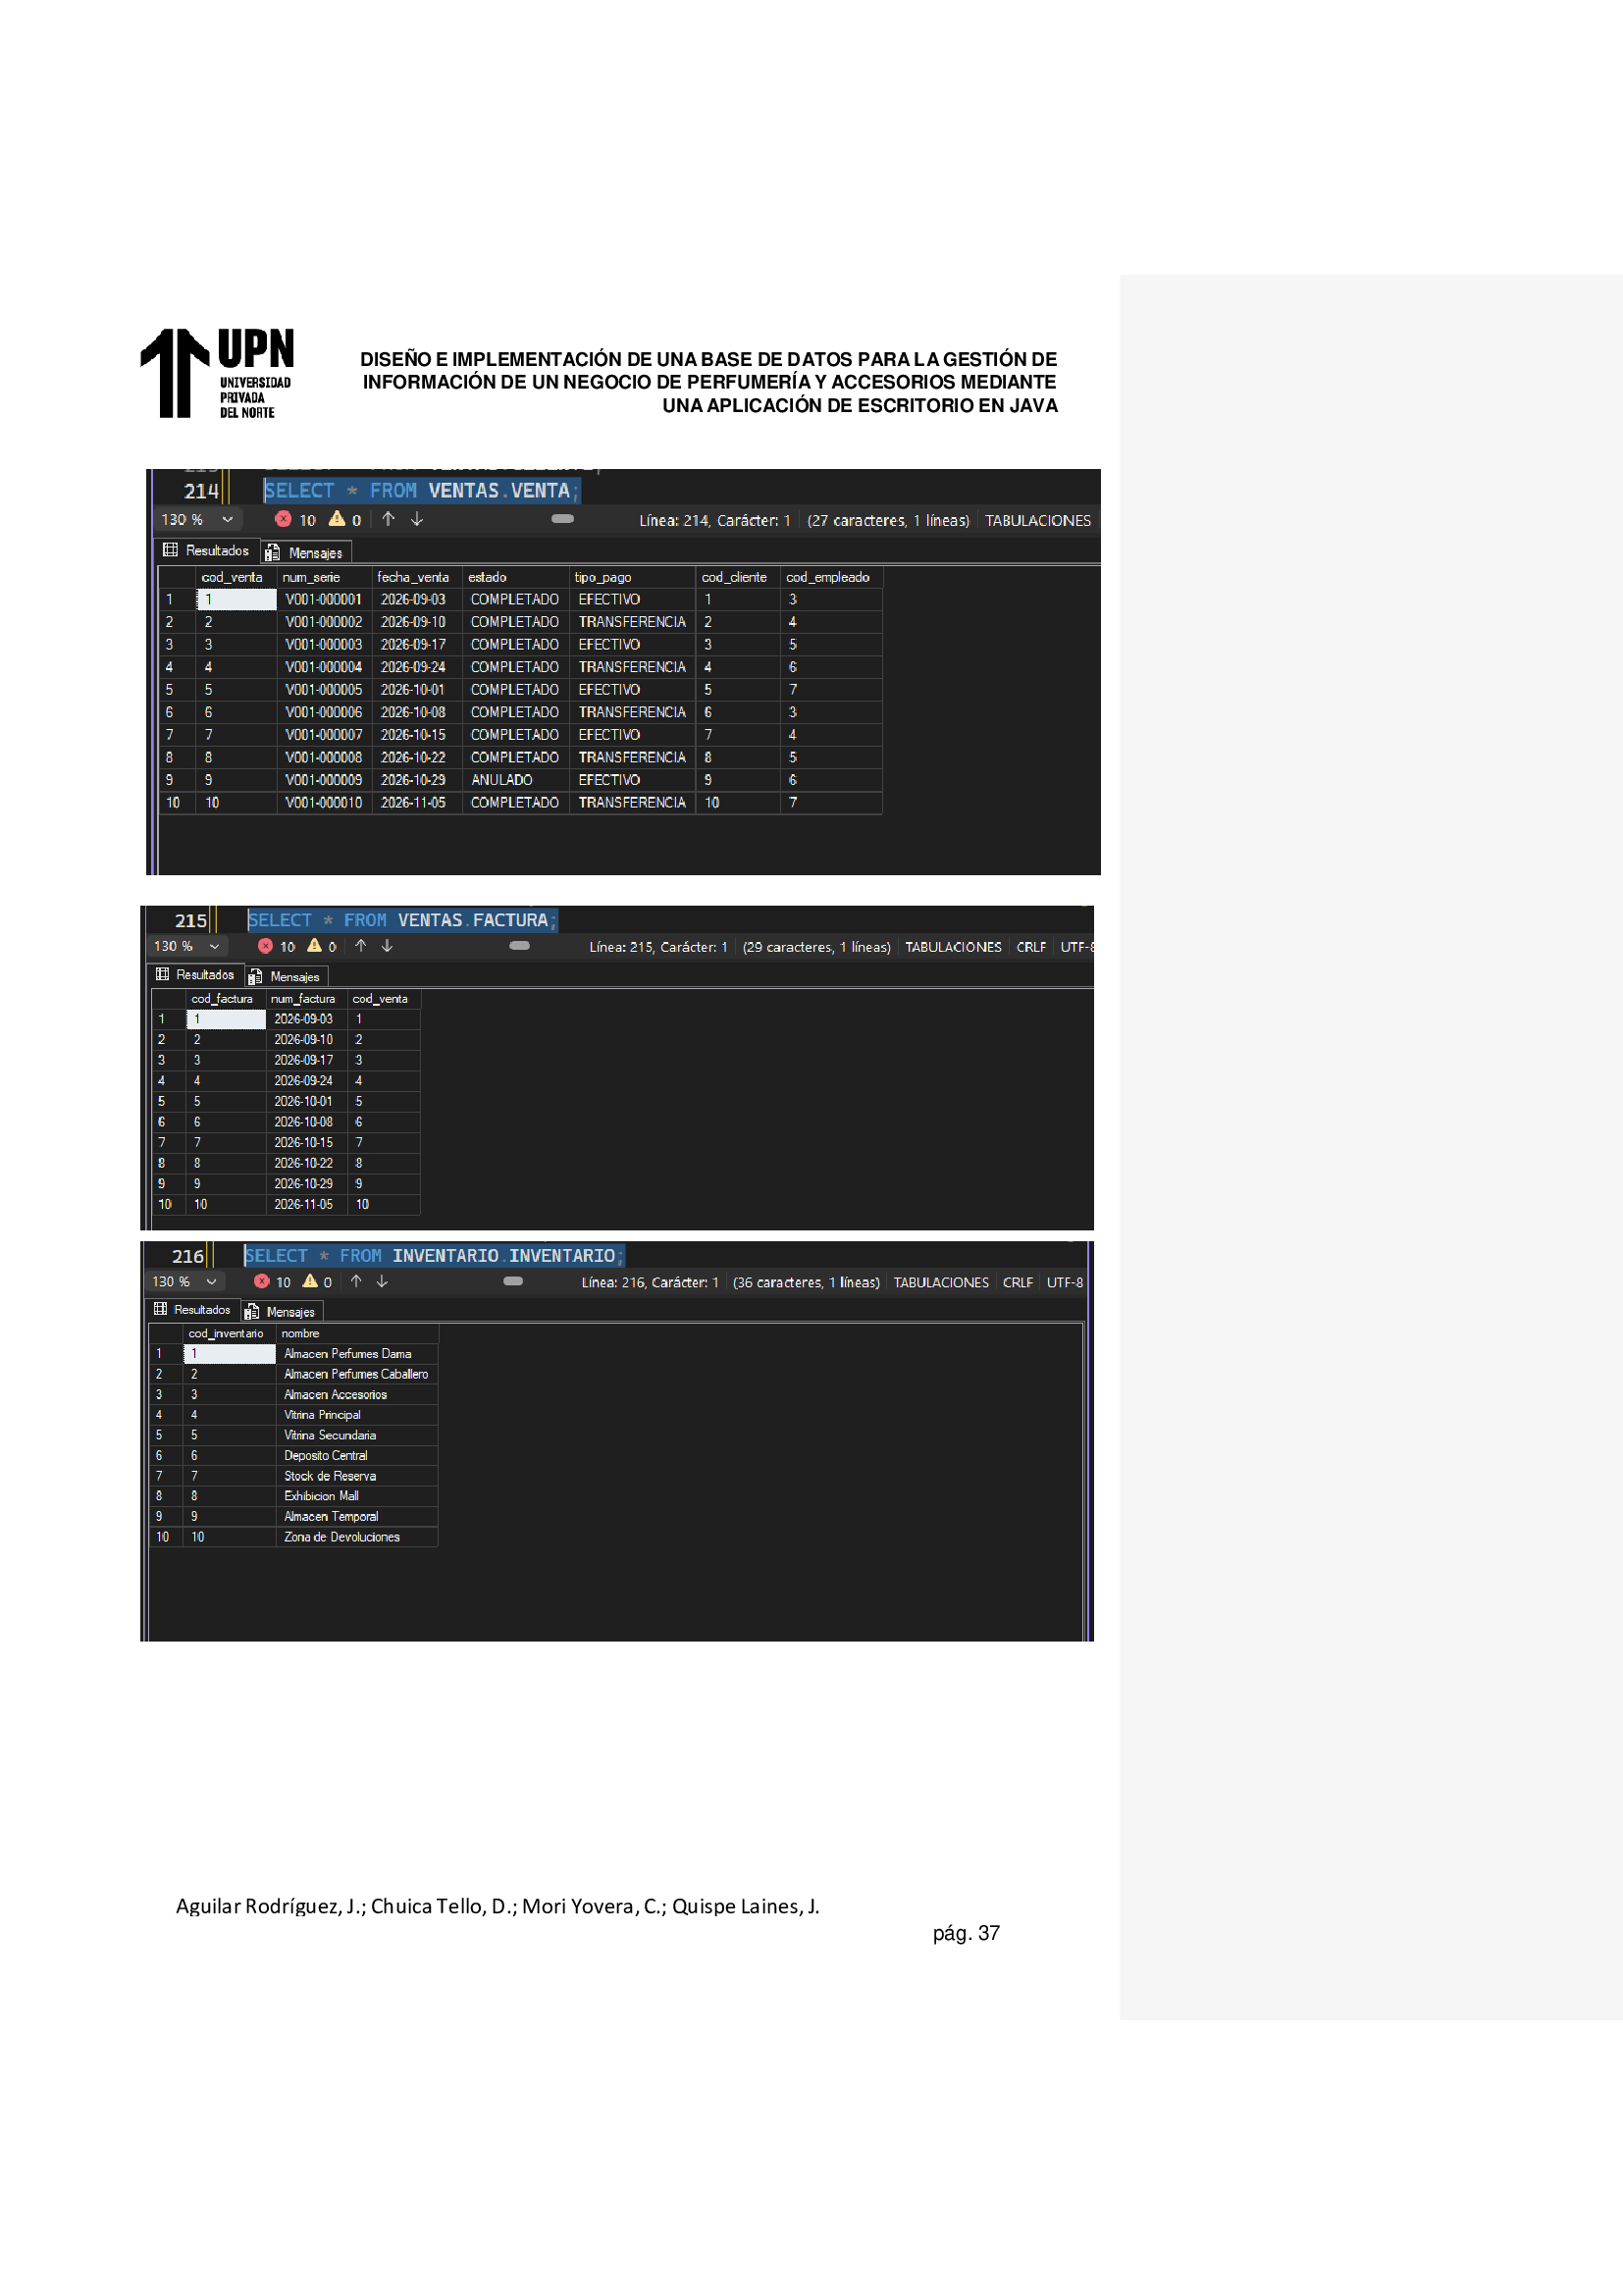 UPN
UNIVERSIDAD
PRIVADA
DEL NORTE
DISEÑO E IMPLEMENTACIÓN DE UNA BASE DE DATOS PARA LA GESTIÓN DE
INFORMACIÓN DE UN NEGOCIO DE PERFUMERÍA Y ACCESORIOS MEDIANTE
UNA APLICACIÓN DE ESCRITORIO EN JAVA
214 SELECT * FROM VENTAS.VENTA;
130 % 10 0 Línea: 214, Carácter: 1 (27 caracteres, 1 líneas) TABULACIONES
Resultados Mensajes
cod_venta num_serie fecha_venta estado tipo_pago cod_cliente cod_empleado
1 1 V001-000001 2026-09-03 COMPLETADO EFECTIVO 1 3
2 2 V001-000002 2026-09-10 COMPLETADO TRANSFERENCIA 2 4
3 3 V001-000003 2026-09-17 COMPLETADO EFECTIVO 3 5
4 4 V001-000004 2026-09-24 COMPLETADO TRANSFERENCIA 4 6
5 5 V001-000005 2026-10-01 COMPLETADO EFECTIVO 5 7
6 6 V001-000006 2026-10-08 COMPLETADO TRANSFERENCIA 6 3
7 7 V001-000007 2026-10-15 COMPLETADO EFECTIVO 7 4
8 8 V001-000008 2026-10-22 COMPLETADO TRANSFERENCIA 8 5
9 9 V001-000009 2026-10-29 ANULADO EFECTIVO 9 6
10 10 V001-000010 2026-11-05 COMPLETADO TRANSFERENCIA 10 7
215 SELECT * FROM VENTAS.FACTURA;
130 % 10 0 Línea: 215, Carácter: 1 (29 caracteres, 1 líneas) TABULACIONES CRLF UTF-8
Resultados Mensajes
cod_factura num_factura cod_venta
1 1 2026-09-03 1
2 2 2026-09-10 2
3 3 2026-09-17 3
4 4 2026-09-24 4
5 5 2026-10-01 5
6 6 2026-10-08 6
7 7 2026-10-15 7
8 8 2026-10-22 8
9 9 2026-10-29 9
10 10 2026-11-05 10
216 SELECT * FROM INVENTARIO.INVENTARIO;
130 % 10 0 Línea: 216, Carácter: 1 (36 caracteres, 1 líneas) TABULACIONES CRLF UTF-8
Resultados Mensajes
cod_inventario nombre
1 1 Almacen Perfumes Dama
2 2 Almacen Perfumes Caballero
3 3 Almacen Accesorios
4 4 Vitrina Principal
5 5 Vitrina Secundaria
6 6 Deposito Central
7 7 Stock de Reserva
8 8 Exhibicion Mall
9 9 Almacen Temporal
10 10 Zona de Devoluciones
Aguilar Rodríguez, J.; Chuica Tello, D.; Mori Yovera, C.; Quispe Laines, J.
pág. 37